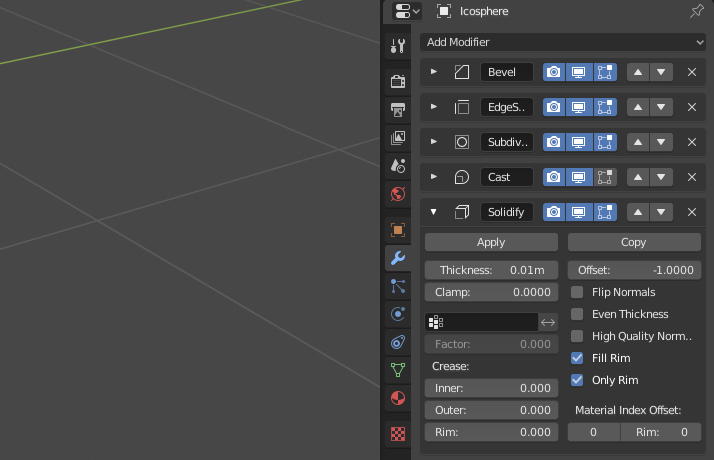 Icosphere
Add Modifier
Bevel
EdgeS..
Subdiv..
Cast
Solidify
Apply Copy
Thickness: 0.01m Offset: -1.0000
Clamp: 0.0000 Flip Normals
Even Thickness
High Quality Norm..
Factor: 0.000
Fill Rim
Crease:
Only Rim
Inner: 0.000
Outer: 0.000 Material Index Offset:
Rim: 0.000 0 Rim: 0